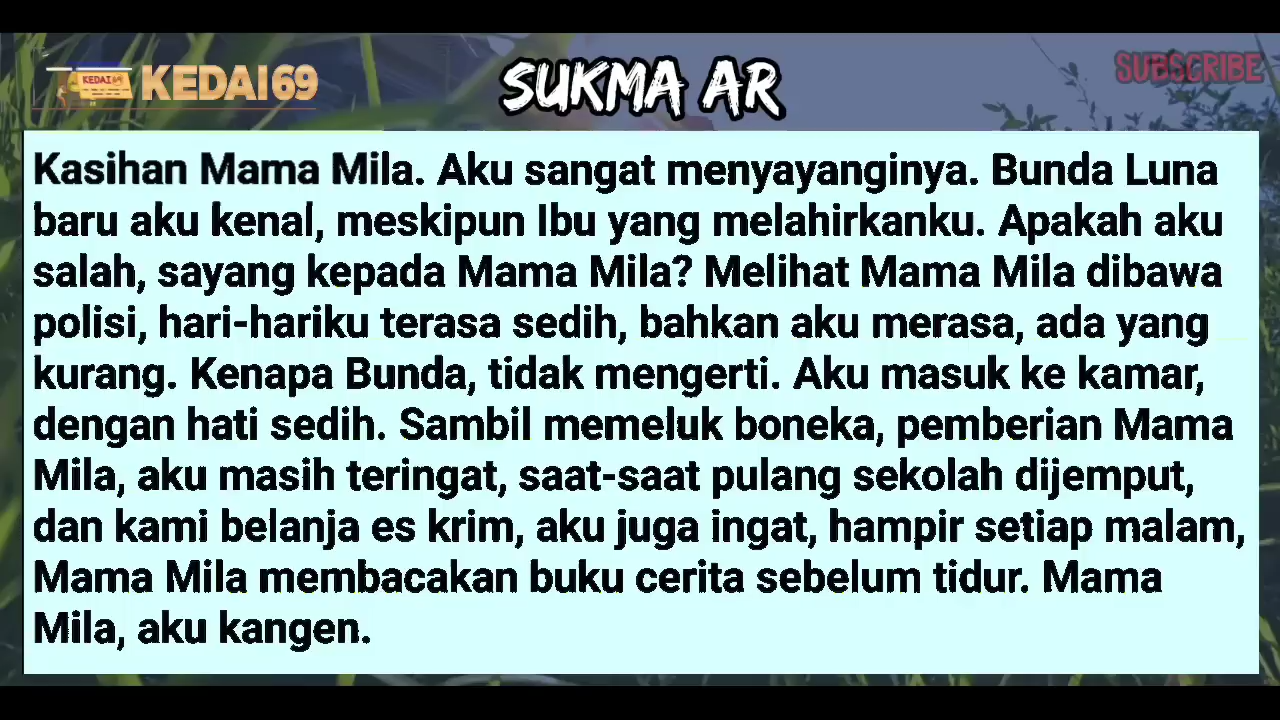 KEDAI 69
KEDAI69
SUKMA AR
SUBSCRIBE
Kasihan Mama Mila. Aku sangat menyayanginya. Bunda Luna
baru aku kenal, meskipun Ibu yang melahirkanku. Apakah aku
salah, sayang kepada Mama Mila? Melihat Mama Mila dibawa
polisi, hari-hariku terasa sedih, bahkan aku merasa, ada yang
kurang. Kenapa Bunda, tidak mengerti. Aku masuk ke kamar,
dengan hati sedih. Sambil memeluk boneka, pemberian Mama
Mila, aku masih teringat, saat-saat pulang sekolah dijemput,
dan kami belanja es krim, aku juga ingat, hampir setiap malam,
Mama Mila membacakan buku cerita sebelum tidur. Mama
Mila, aku kangen.